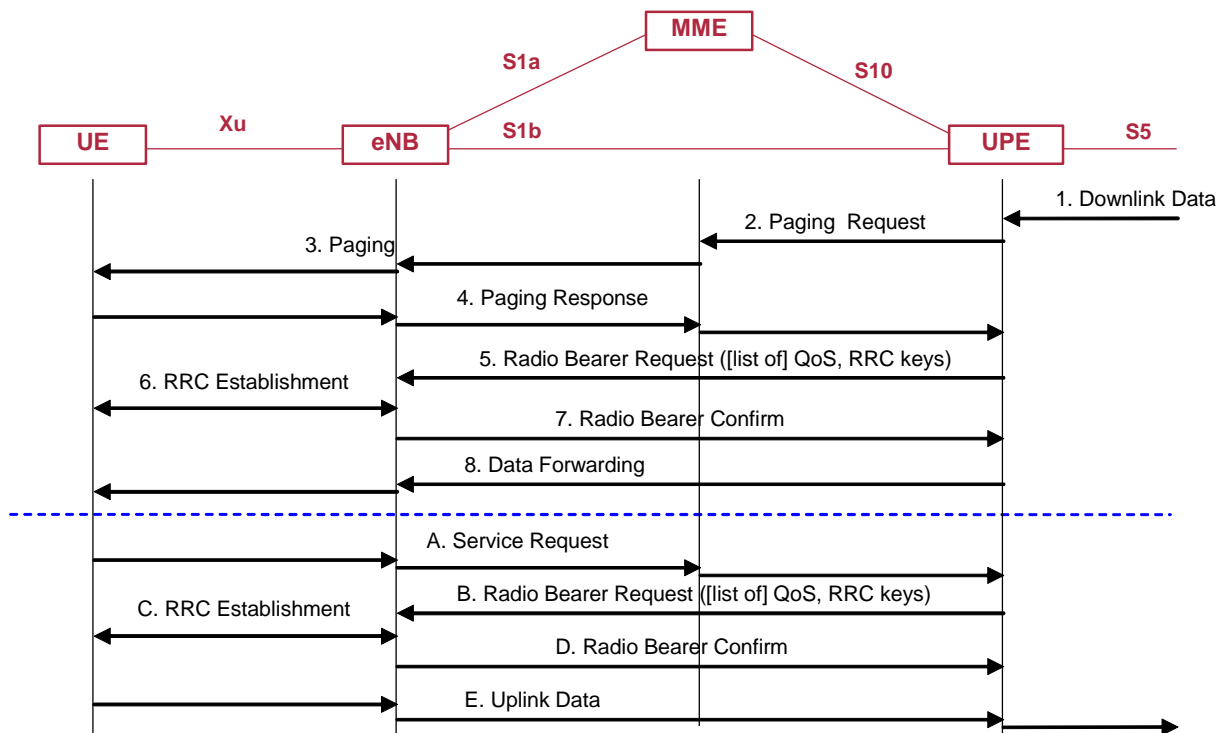 MME
S1a
S10
Xu
S1b
S5
UE
eNB
UPE
1. Downlink Data
2. Paging Request
3. Paging
4. Paging Response
5. Radio Bearer Request ([list of] QoS, RRC keys)
6. RRC Establishment
7. Radio Bearer Confirm
8. Data Forwarding
A. Service Request
B. Radio Bearer Request ([list of] QoS, RRC keys)
C. RRC Establishment
D. Radio Bearer Confirm
E. Uplink Data